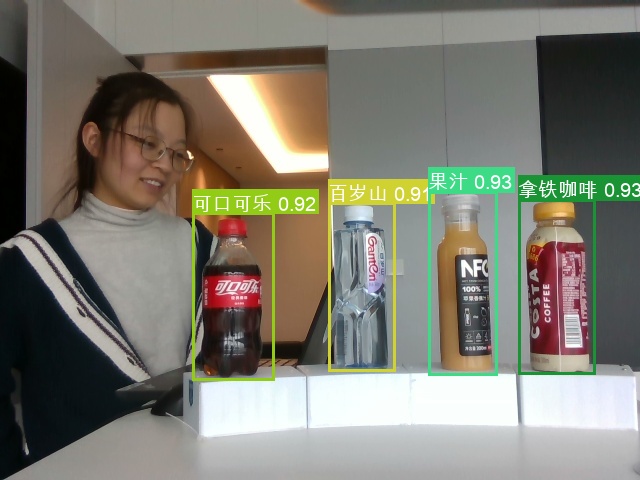 可口可乐 0.92
百岁山 0.91
果汁 0.93
拿铁咖啡 0.93
可口可乐
Ganten
NFC
100%
COSTA
COFFEE